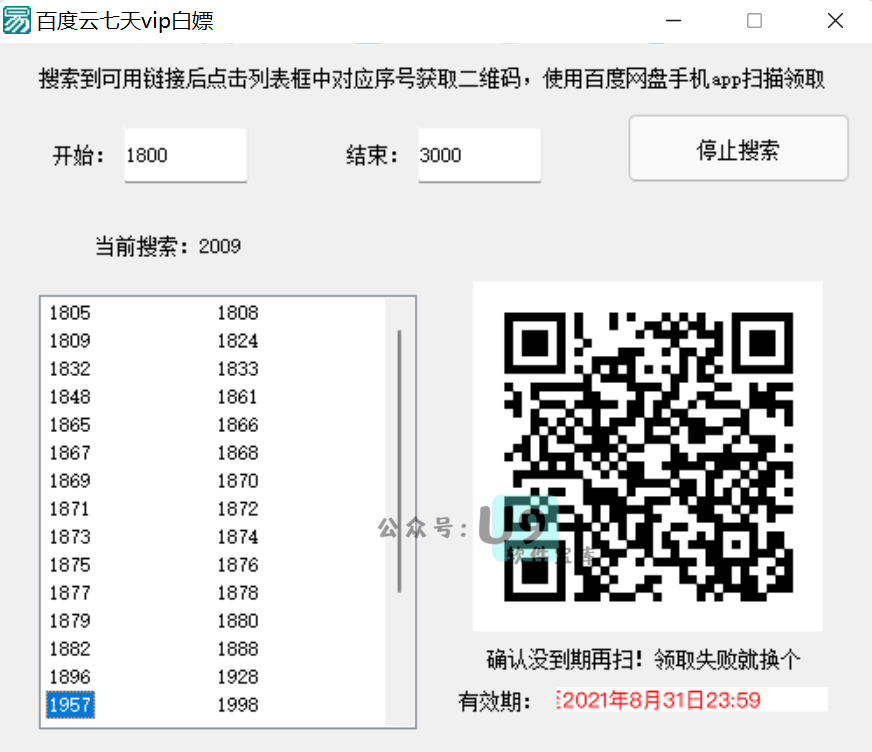 百度云七天vip白嫖
搜索到可用链接后点击列表框中对应序号获取二维码，使用百度网盘手机app扫描领取
开始： 1800 结束： 3000 停止搜索
当前搜索：2009
1805 1808
1809 1824
1832 1833
1848 1861
1865 1866
1867 1868
1869 1870
1871 1872
1873 1874
1875 1876
1877 1878
1879 1880
1882 1888
1896 1928
1957 1998
公众号：U9
软件宝库
确认没到期再扫！领取失败就换个
有效期： 2021年8月31日23:59